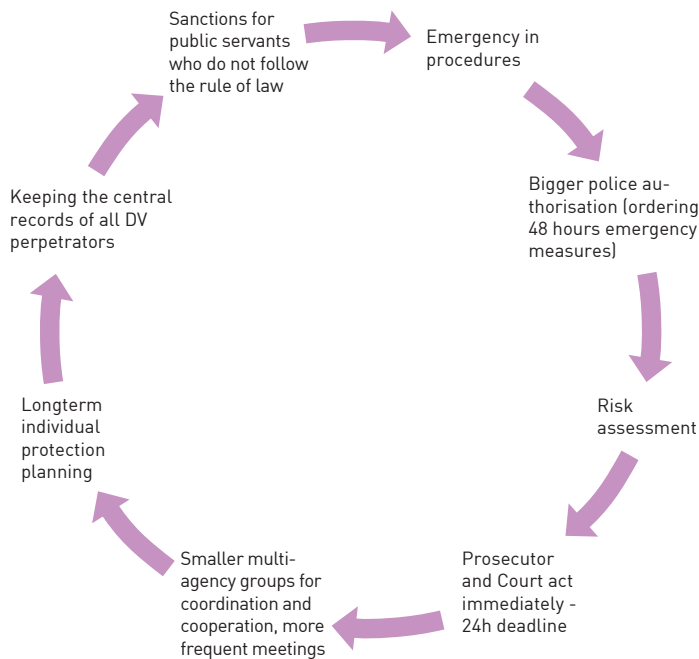 Sanctions for
public servants
who do not follow
the rule of law
Emergency in
procedures
Bigger police au-
thorisation (ordering
48 hours emergency
measures)
Risk
assessment
Prosecutor
and Court act
immediately -
24h deadline
Smaller multi-
agency groups for
coordination and
cooperation, more
frequent meetings
Longterm
individual
protection
planning
Keeping the central
records of all DV
perpetrators